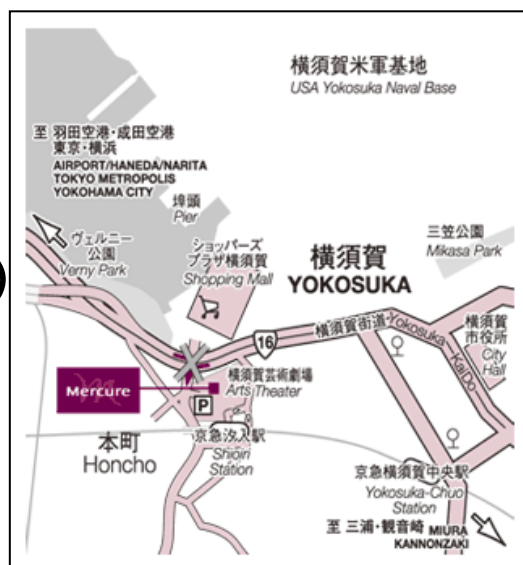 横須賀米軍基地
USA Yokosuka Naval Base
至 羽田空港・成田空港
東京・横浜
AIRPORT/HANEDA/NARITA
TOKYO METROPOLIS
YOKOHAMA CITY
埠頭
Pier
ヴェルニー
公園
Verny Park
ショッパーズ
プラザ横須賀
Shopping Mall
三笠公園
Mikasa Park
横須賀
YOKOSUKA
16
横須賀街道
Yokosuka
KaiDo
横須賀
市役所
City
Hall
Mercure
横須賀芸術劇場
Arts Theater
P
本町
Honcho
京急汐入駅
Shioiri
Station
京急横須賀中央駅
Yokosuka-Chuo
Station
至 三浦・観音崎 MIURA
KANNONZAKI